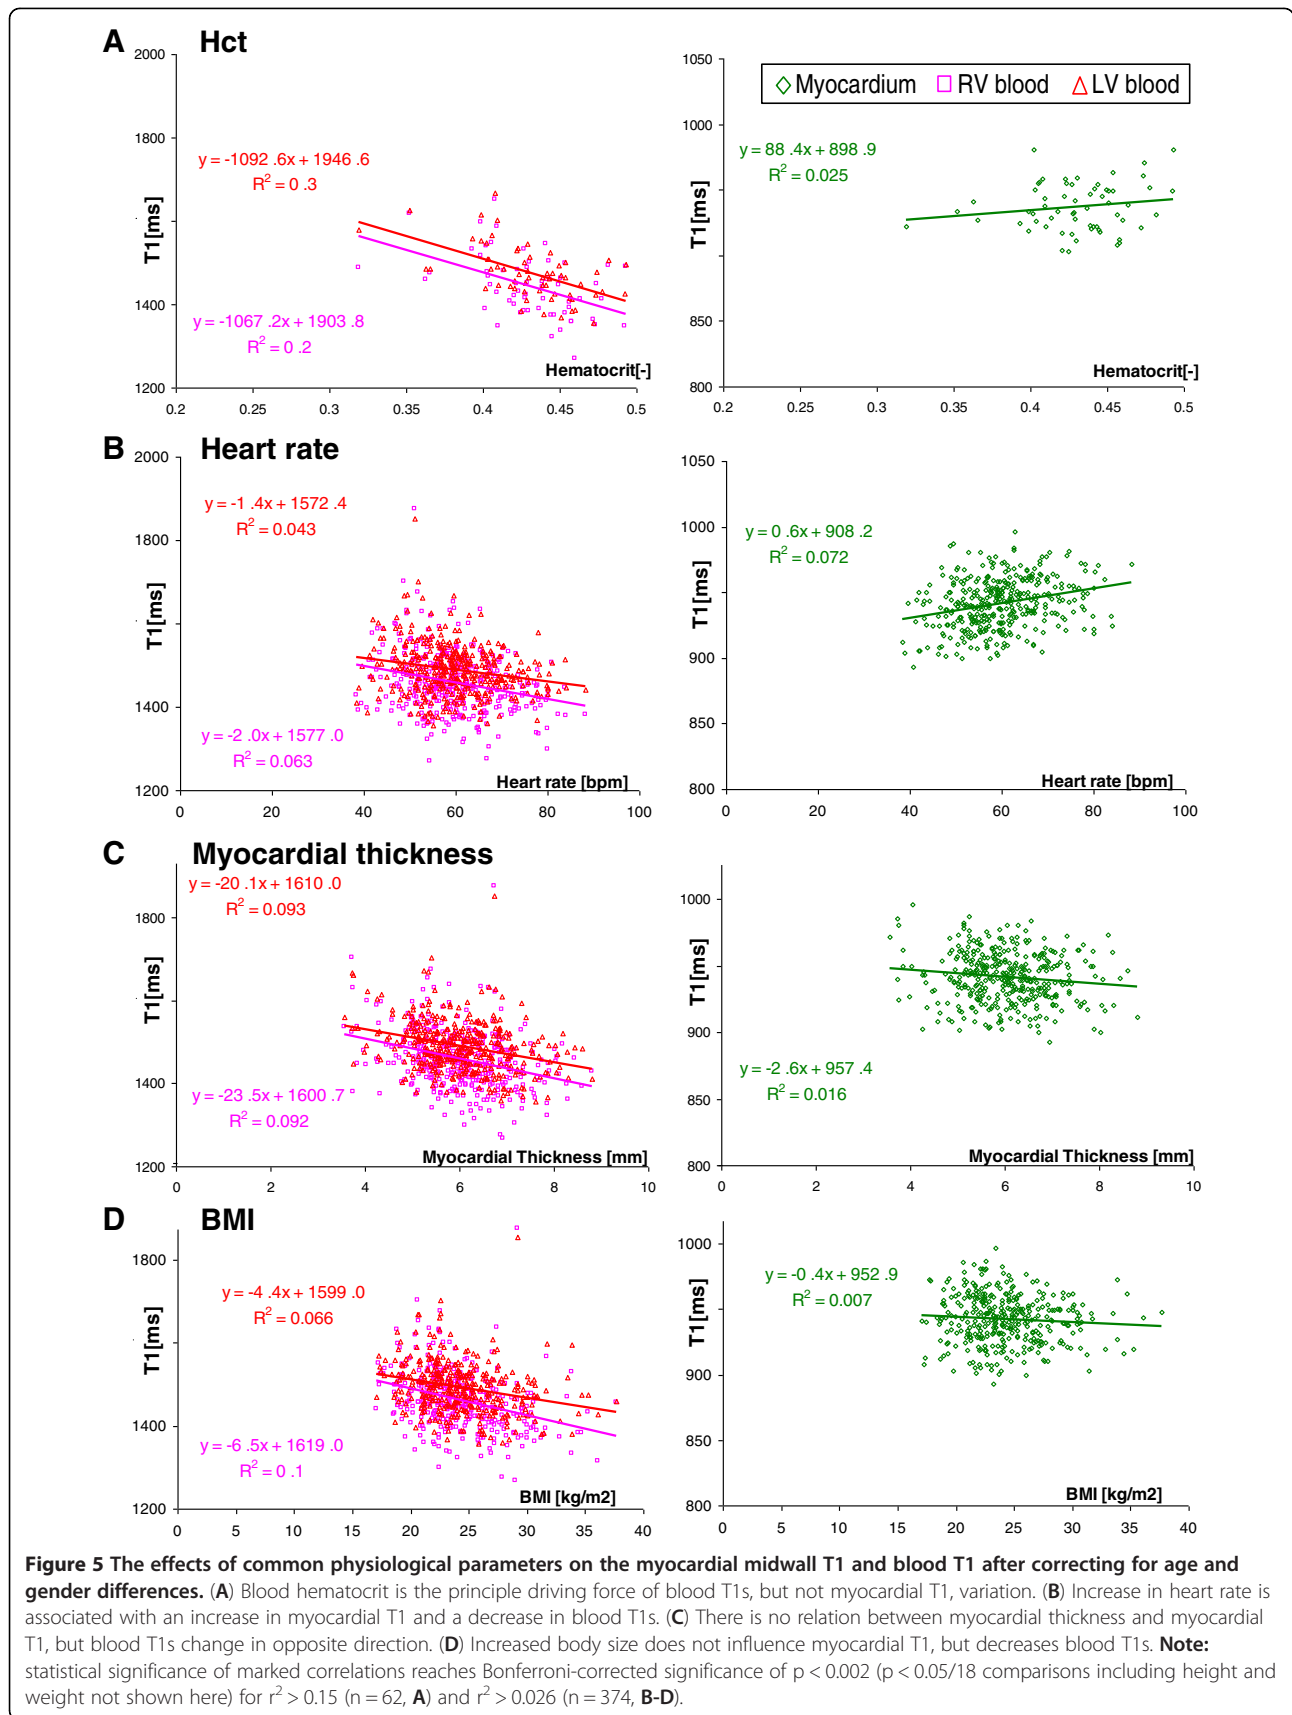 A Hct
2000
1800
T1[ms]
1400
1200
0.2 0.25 0.3 0.35 0.4 0.45 0.5
y = -1092 .6x + 1946 .6
R² = 0 .3
y = -1067 .2x + 1903 .8
R² = 0 .2
Hematocrit[-]
1050
1000
T1[ms]
850
800
0.2 0.25 0.3 0.35 0.4 0.45 0.5
Myocardium RV blood LV blood
y = 88 .4x + 898 .9
R² = 0.025
Hematocrit[-]
B Heart rate
2000
1800
T1[ms]
1400
1200
0 20 40 60 80 100
y = -1 .4x + 1572 .4
R² = 0.043
y = -2 .0x + 1577 .0
R² = 0.063
Heart rate [bpm]
1050
1000
T1[ms]
900
850
800
0 20 40 60 80 100
y = 0 .6x + 908 .2
R² = 0.072
Heart rate [bpm]
C Myocardial thickness
1800
T1[ms]
1400
1200
0 2 4 6 8 10
y = -20 .1x + 1610 .0
R² = 0.093
y = -23 .5x + 1600 .7
R² = 0.092
Myocardial Thickness [mm]
1000
T1[ms]
900
850
800
0 2 4 6 8 10
y = -2 .6x + 957 .4
R² = 0.016
Myocardial Thickness [mm]
D BMI
1800
T1[ms]
1400
1200
0 5 10 15 20 25 30 35 40
y = -4 .4x + 1599 .0
R² = 0.066
y = -6 .5x + 1619 .0
R² = 0 .1
BMI [kg/m2]
1000
T1[ms]
900
850
800
0 5 10 15 20 25 30 35 40
y = -0 .4x + 952 .9
R² = 0.007
BMI [kg/m2]
Figure 5 The effects of common physiological parameters on the myocardial midwall T1 and blood T1 after correcting for age and
gender differences. (A) Blood hematocrit is the principle driving force of blood T1s, but not myocardial T1, variation. (B) Increase in heart rate is
associated with an increase in myocardial T1 and a decrease in blood T1s. (C) There is no relation between myocardial thickness and myocardial
T1, but blood T1s change in opposite direction. (D) Increased body size does not influence myocardial T1, but decreases blood T1s. Note:
statistical significance of marked correlations reaches Bonferroni-corrected significance of p < 0.002 (p < 0.05/18 comparisons including height and
weight not shown here) for r² > 0.15 (n = 62, A) and r² > 0.026 (n = 374, B-D).